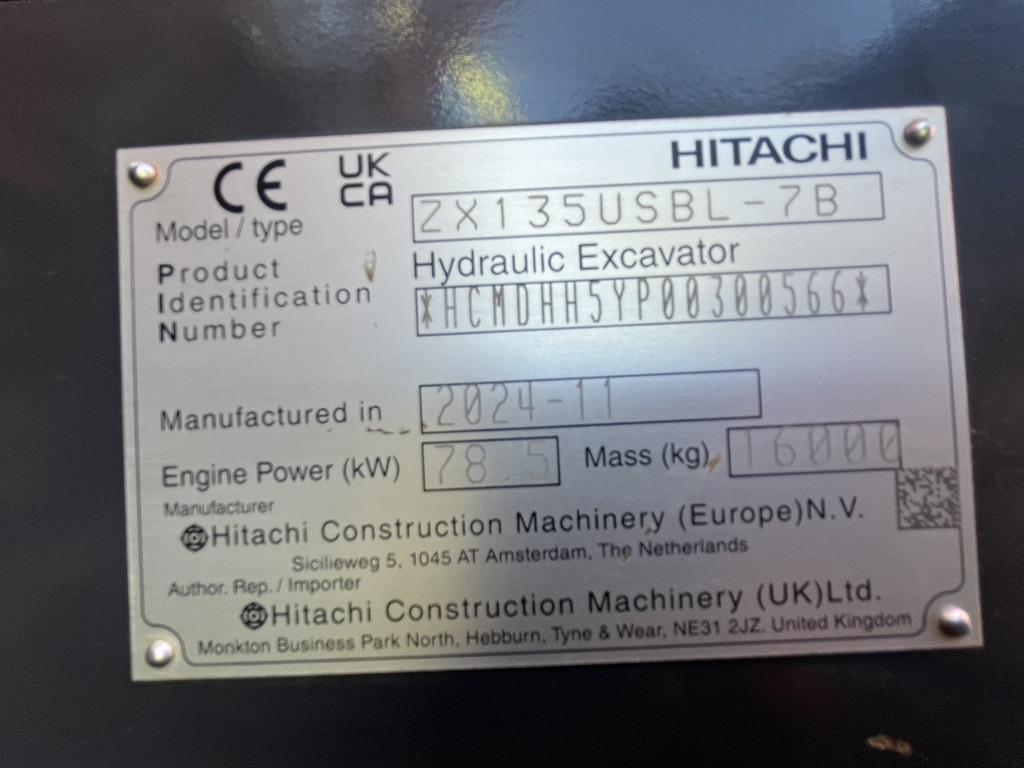 CE UK CA HITACHI
Model / type ZX135USBL-7B
Hydraulic Excavator
Product Identification Number *HCMDHH5YP00300566*
Manufactured in 2024-11
Engine Power (kW) 78.5 Mass (kg) 16000
Manufacturer
Hitachi Construction Machinery (Europe)N.V.
Sicilieweg 5, 1045 AT Amsterdam, The Netherlands
Author. Rep. / Importer
Hitachi Construction Machinery (UK)Ltd.
Monkton Business Park North, Hebburn, Tyne & Wear, NE31 2JZ. United Kingdom